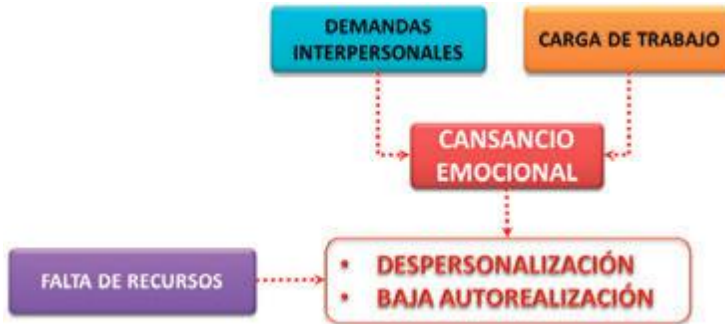 DEMANDAS
INTERPERSONALES
CARGA DE TRABAJO
CANSANCIO
EMOCIONAL
FALTA DE RECURSOS
• DESPERSONALIZACIÓN
• BAJA AUTOREALIZACIÓN